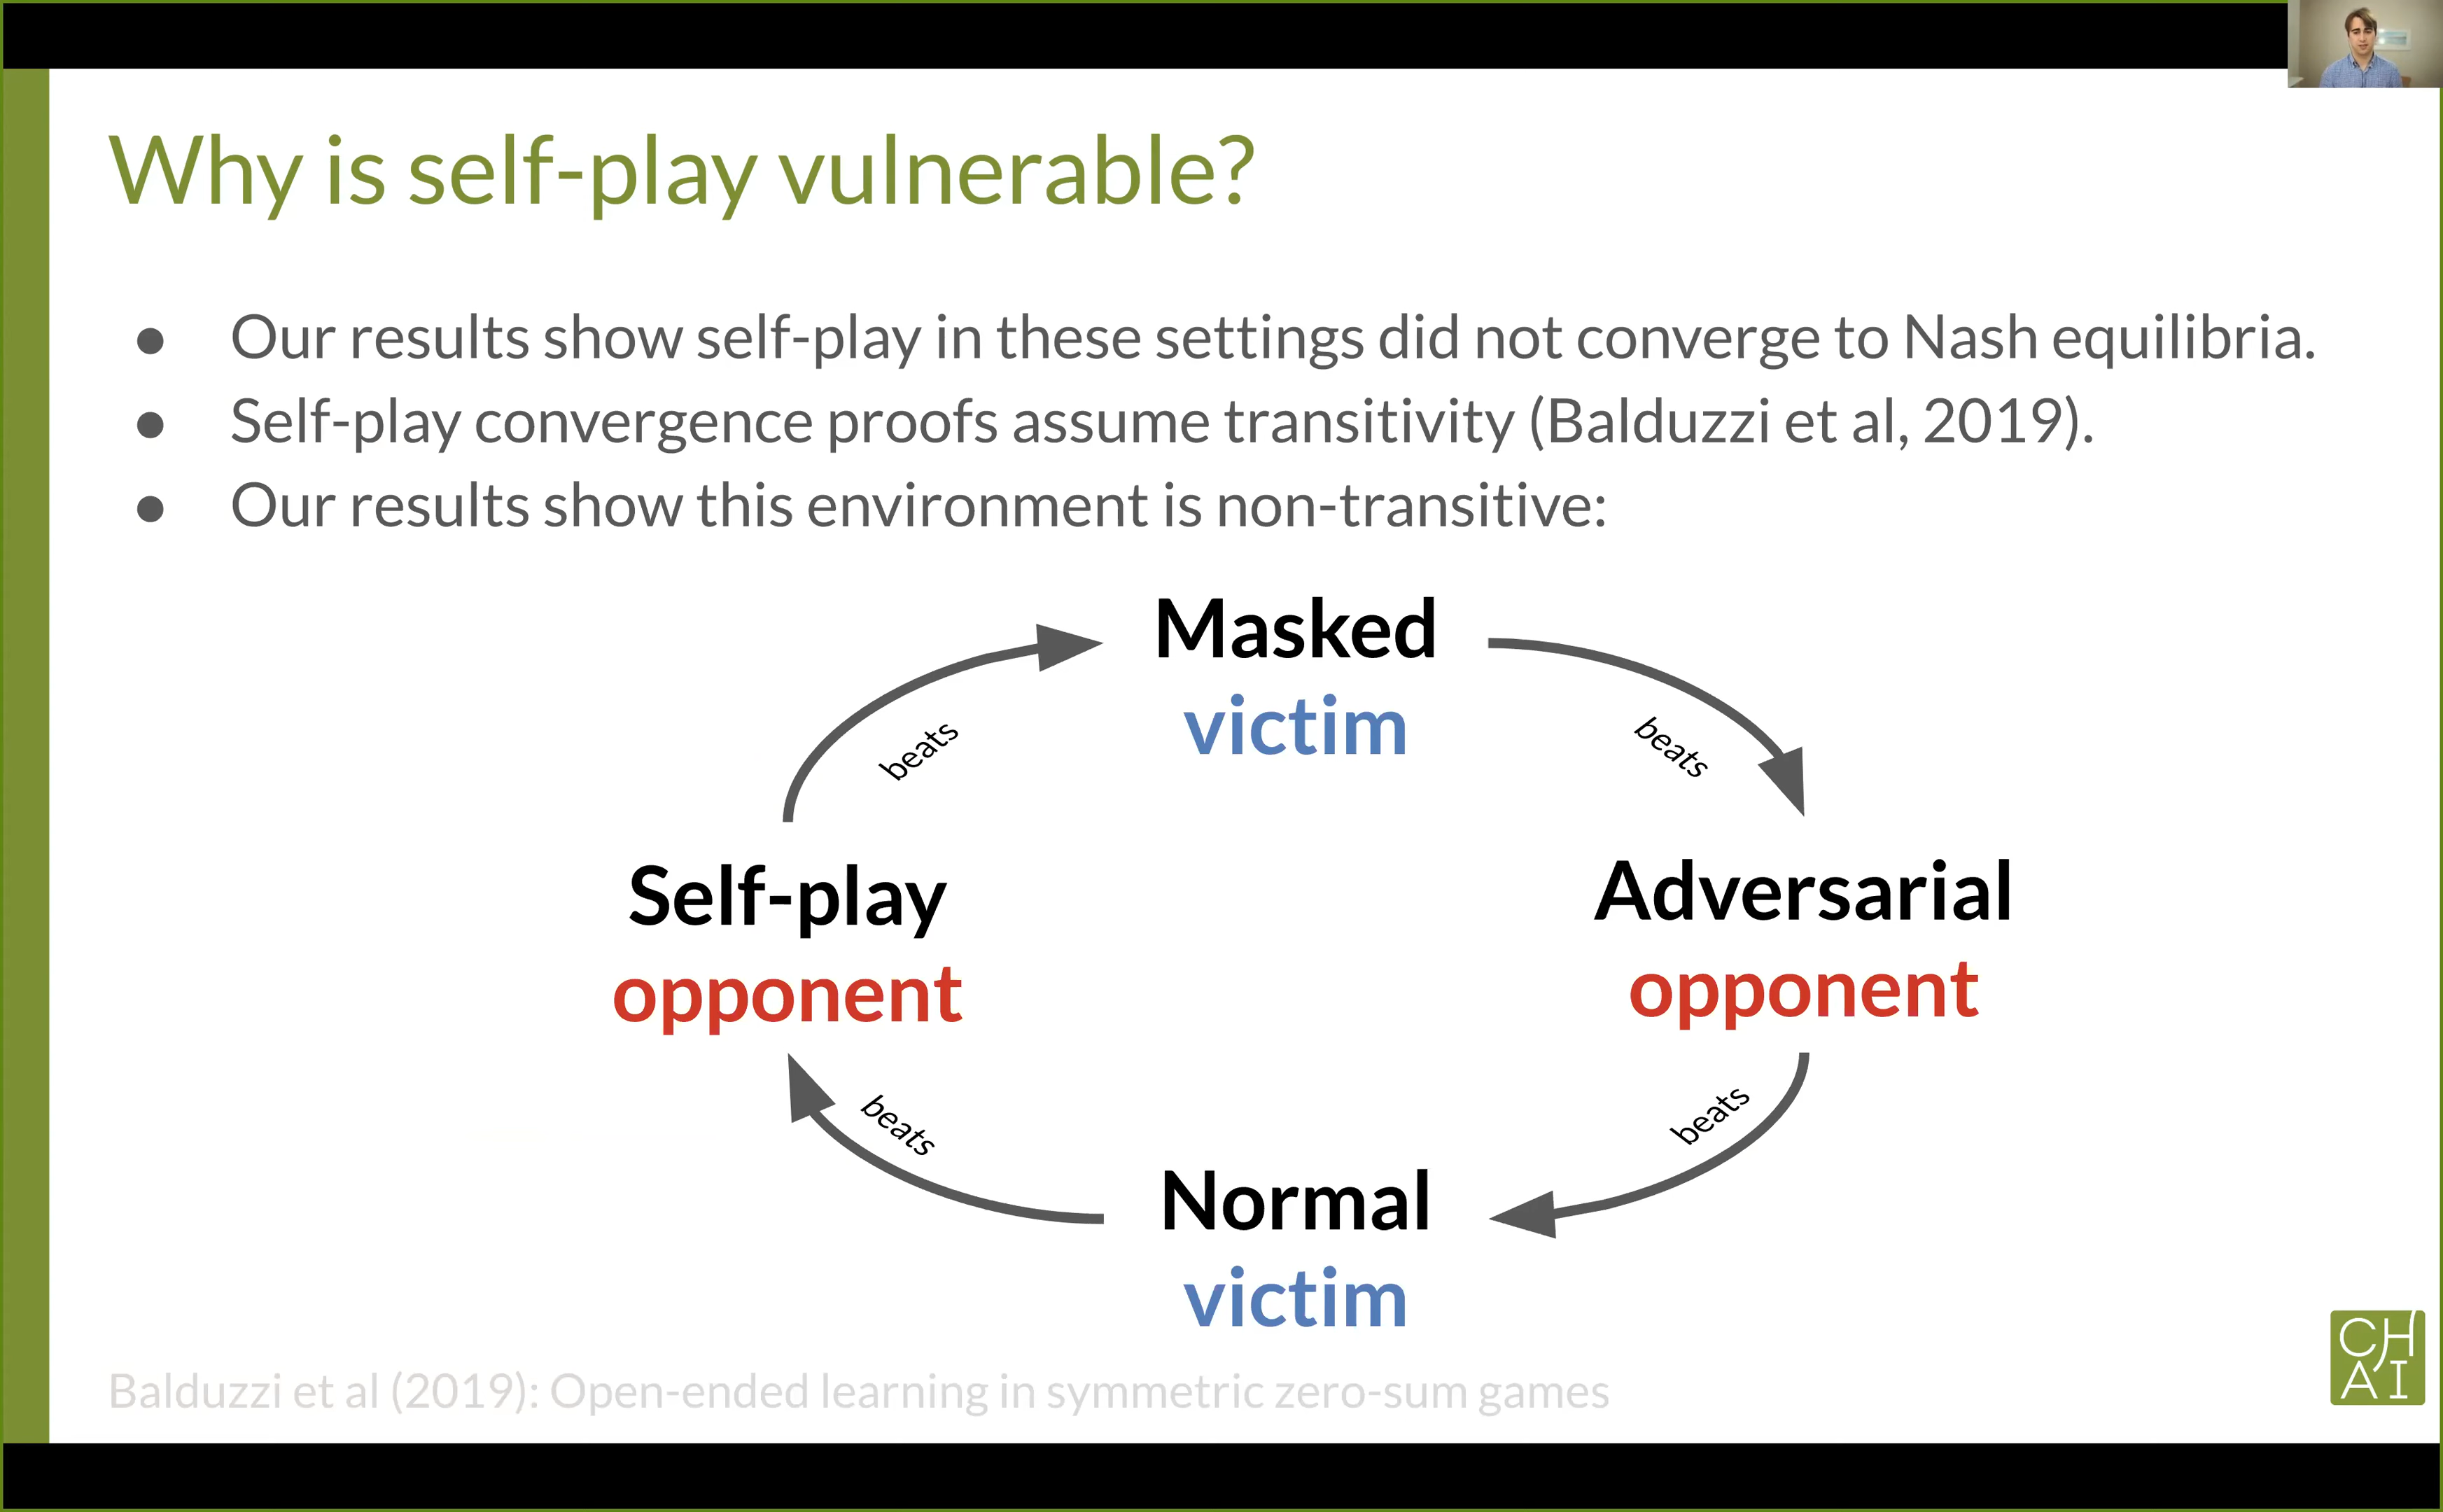 Why is self-play vulnerable?
● Our results show self-play in these settings did not converge to Nash equilibria.
● Self-play convergence proofs assume transitivity (Balduzzi et al, 2019).
● Our results show this environment is non-transitive:
Masked
victim
beats
beats
Self-play
opponent
Adversarial
opponent
beats
beats
Normal
victim
Balduzzi et al (2019): Open-ended learning in symmetric zero-sum games
CH
AI